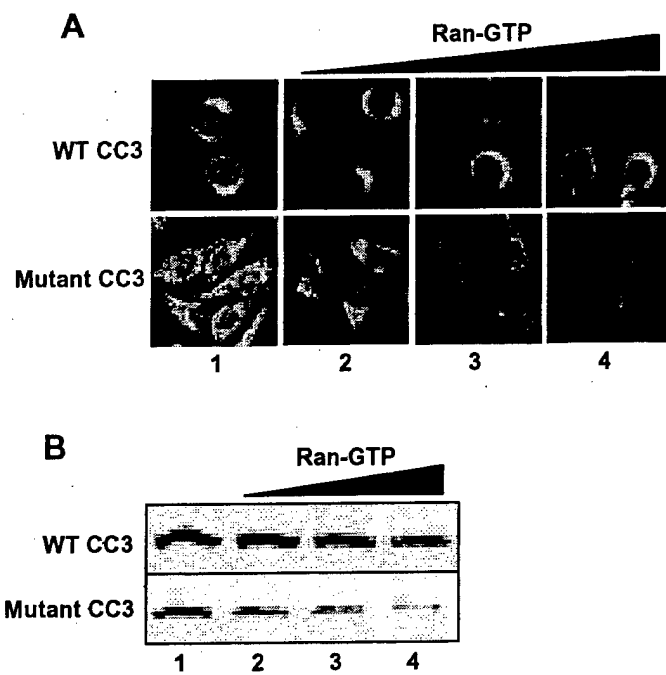 A
Ran-GTP
WT CC3
Mutant CC3
1 2 3 4
B
Ran-GTP
WT CC3
Mutant CC3
1 2 3 4